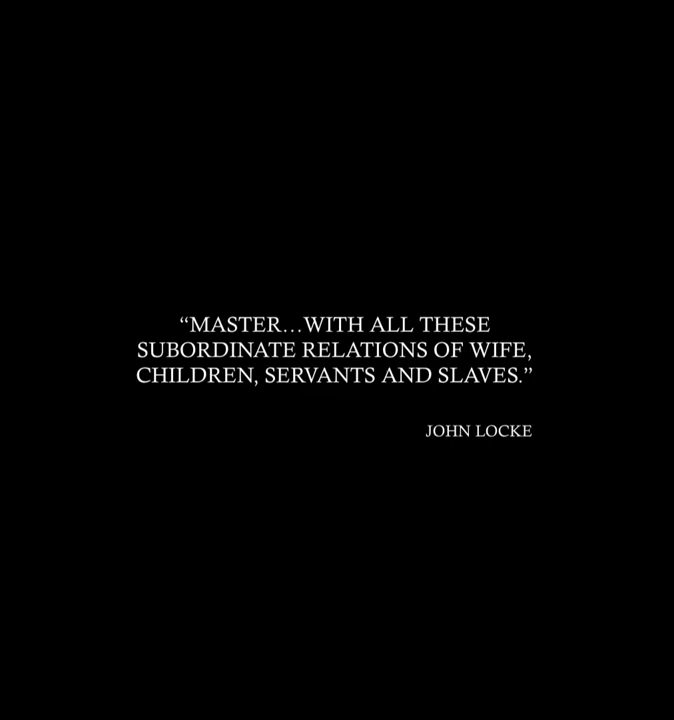 “MASTER…WITH ALL THESE
SUBORDINATE RELATIONS OF WIFE,
CHILDREN, SERVANTS AND SLAVES.”
JOHN LOCKE